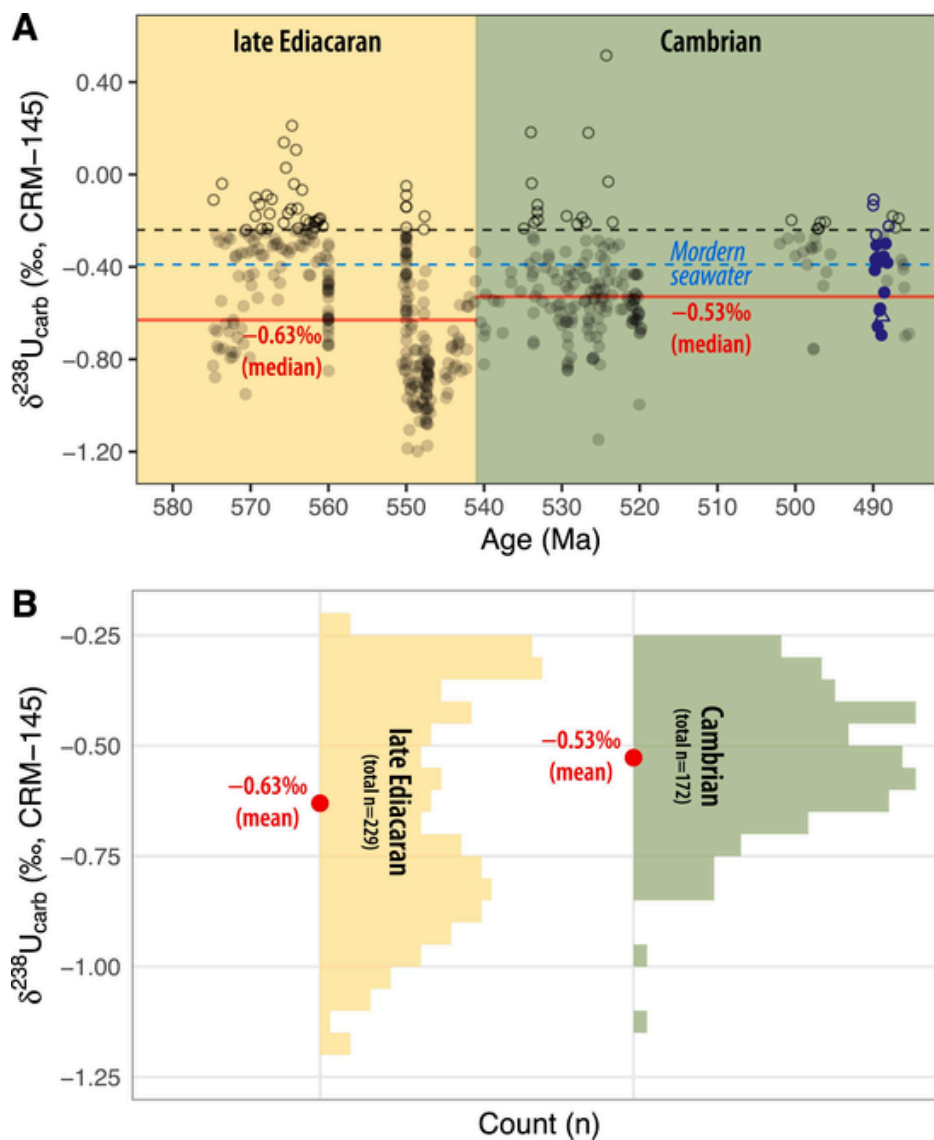 A
late Ediacaran
Cambrian
δ²³⁸U_carb (‰, CRM−145)
0.40
0.00
−0.40
−0.80
−1.20
Mordern
seawater
−0.63‰
(median)
−0.53‰
(median)
580
570
560
550
540
530
520
510
500
490
Age (Ma)
B
δ²³⁸U_carb (‰, CRM−145)
−0.25
−0.50
−0.75
−1.00
−1.25
−0.63‰
(mean)
late Ediacaran
(total n=229)
−0.53‰
(mean)
Cambrian
(total n=172)
Count (n)